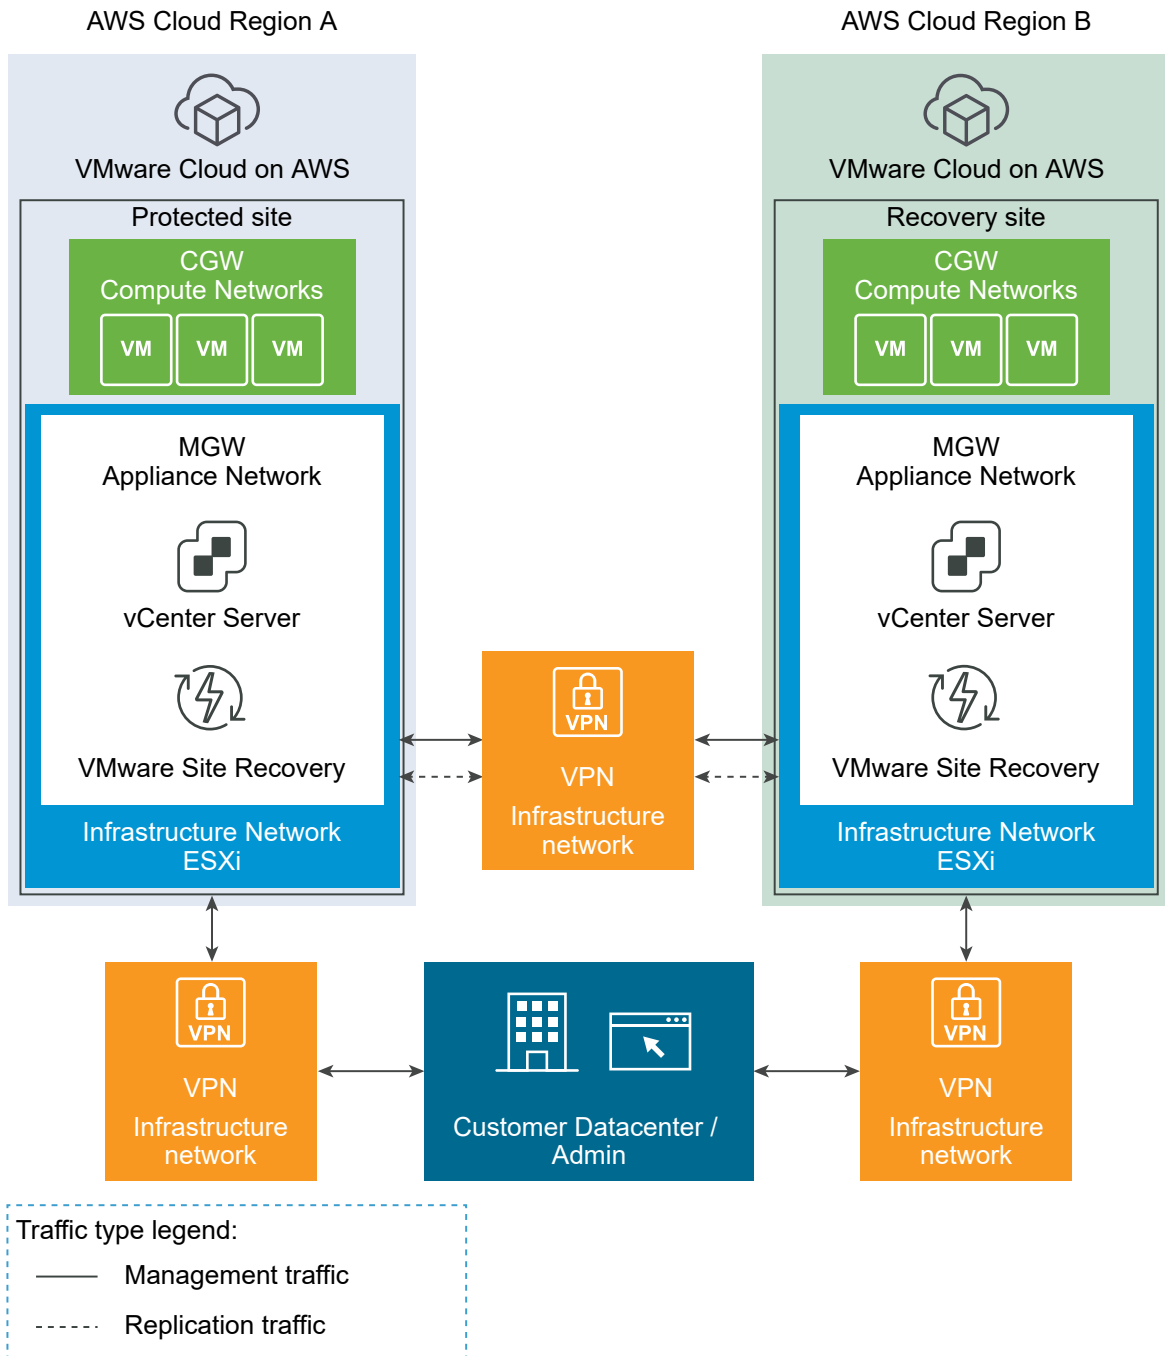 AWS Cloud Region A
AWS Cloud Region B
VMware Cloud on AWS
Protected site
CGW
Compute Networks
VM VM VM
MGW
Appliance Network
vCenter Server
VMware Site Recovery
Infrastructure Network
ESXi
VMware Cloud on AWS
Recovery site
CGW
Compute Networks
VM VM VM
MGW
Appliance Network
vCenter Server
VMware Site Recovery
Infrastructure Network
ESXi
VPN
VPN
Infrastructure
network
VPN
VPN
Infrastructure
network
Customer Datacenter /
Admin
VPN
VPN
Infrastructure
network
Traffic type legend:
Management traffic
Replication traffic